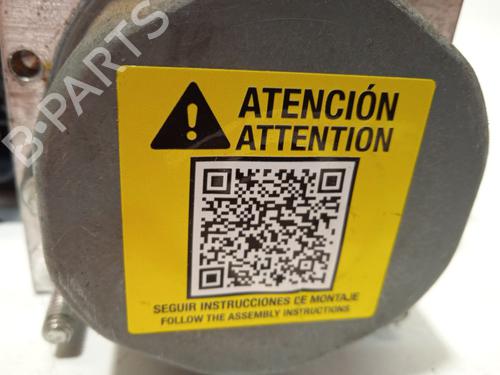 B-PARTS
ATENCIÓN
ATTENTION
SEGUIR INSTRUCCIONES DE MONTAJE
FOLLOW THE ASSEMBLY INSTRUCTIONS